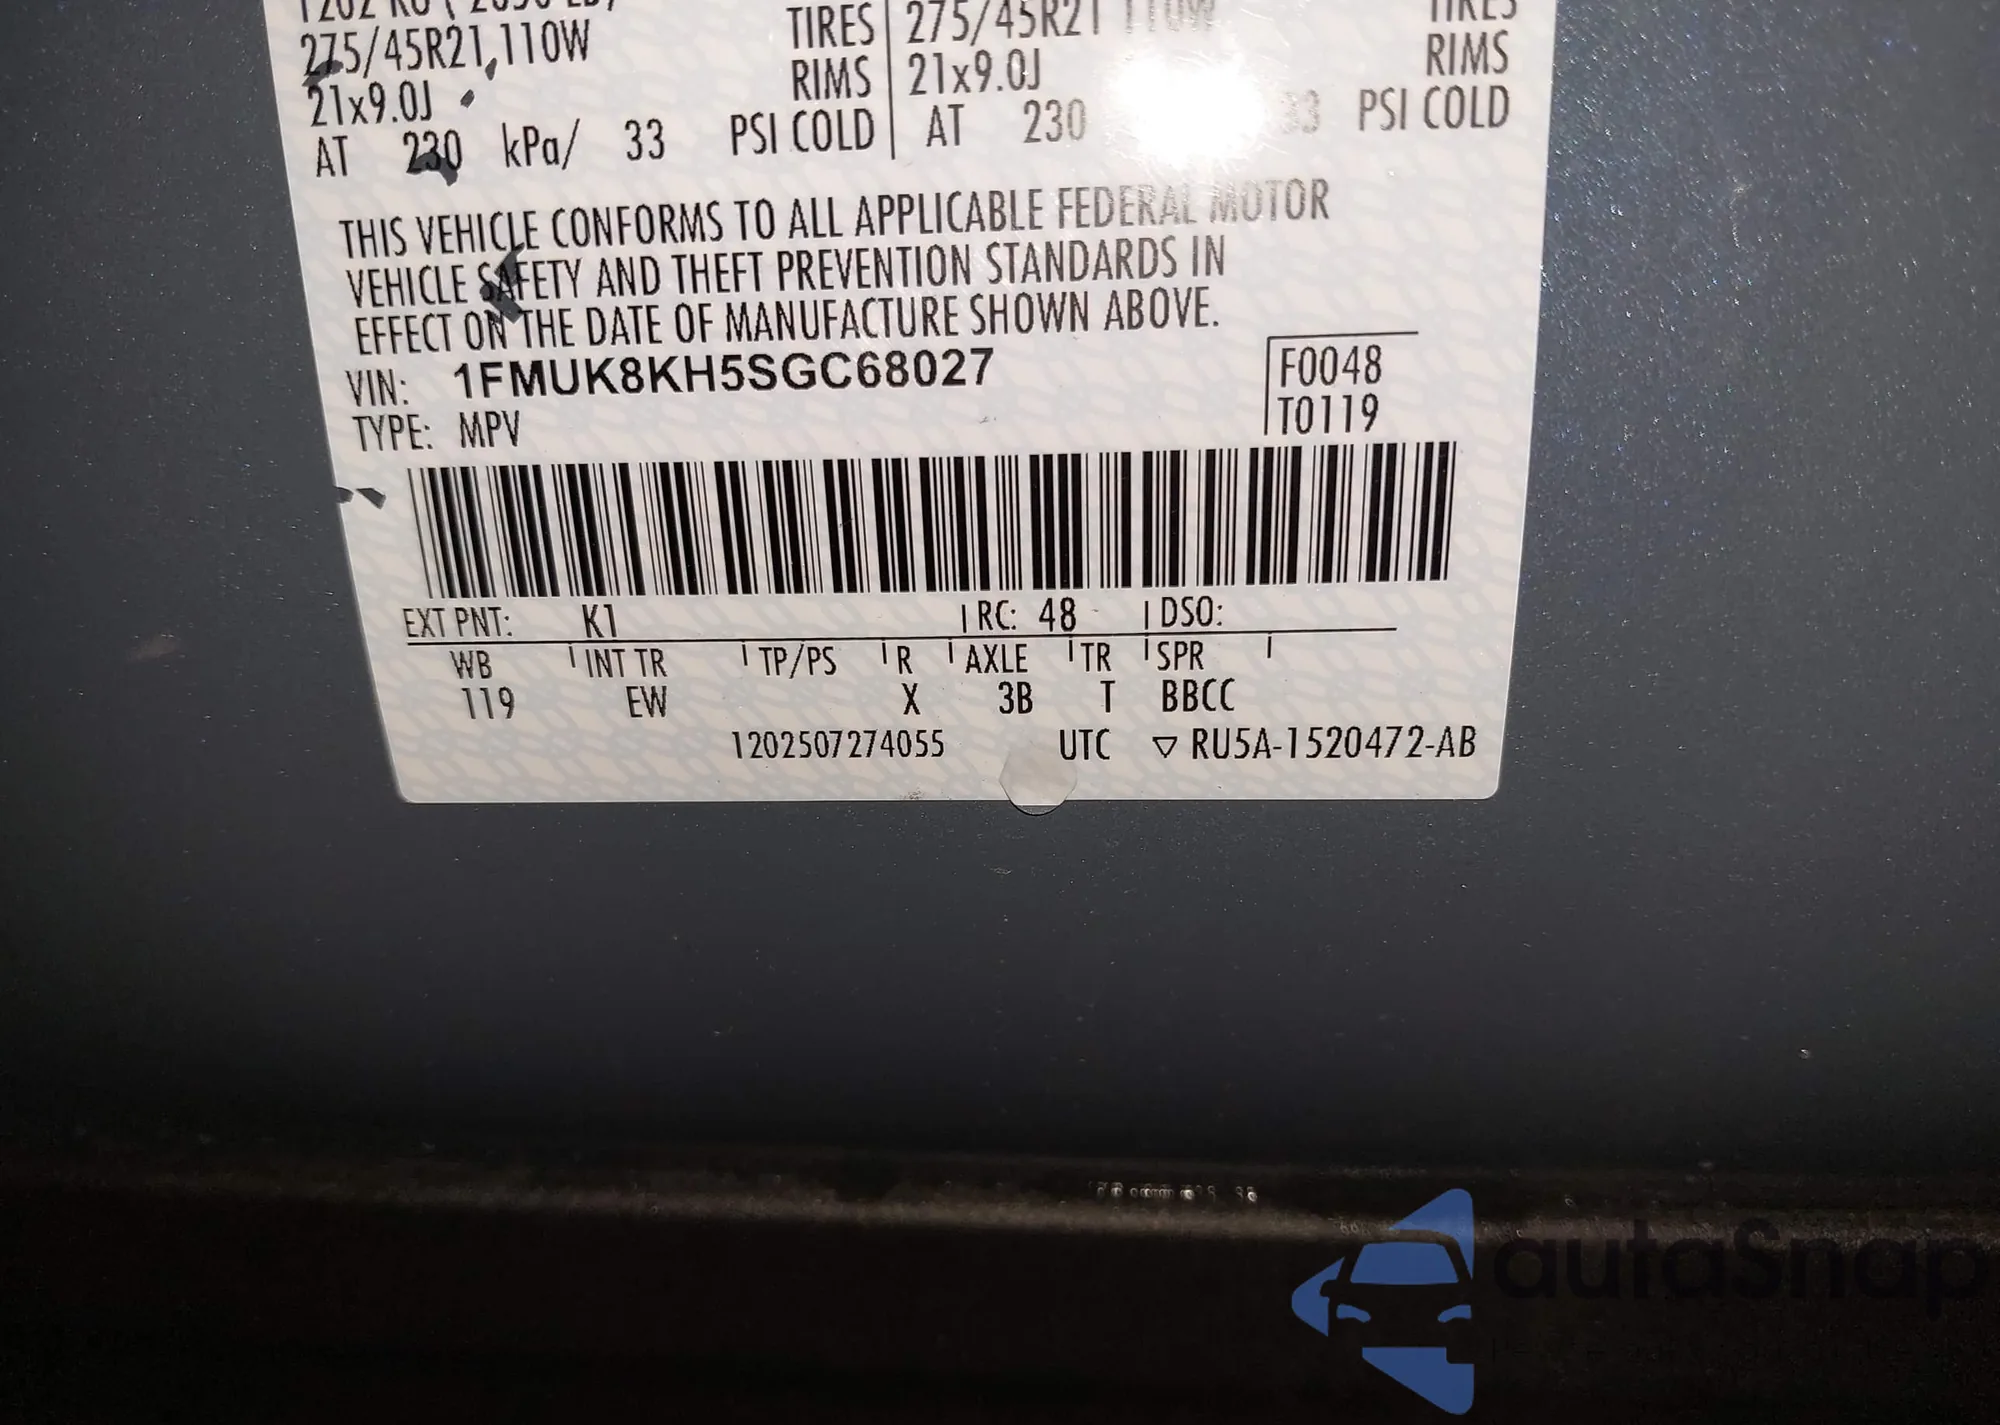 275/45R21,110W TIRES 275/45R21 110W TIRES
21x9.0J RIMS 21x9.0J RIMS
AT 230 kPa/ 33 PSI COLD AT 230 33 PSI COLD
THIS VEHICLE CONFORMS TO ALL APPLICABLE FEDERAL MOTOR
VEHICLE SAFETY AND THEFT PREVENTION STANDARDS IN
EFFECT ON THE DATE OF MANUFACTURE SHOWN ABOVE.
VIN: 1FMUK8KH5SGC68027 F0048
TYPE: MPV T0119
EXT PNT: K1 RC: 48 DSO:
WB INT TR TP/PS R AXLE TR SPR
119 EW X 3B T BBCC
1202507274055 UTC ▽ RU5A-1520472-AB
autoSnap